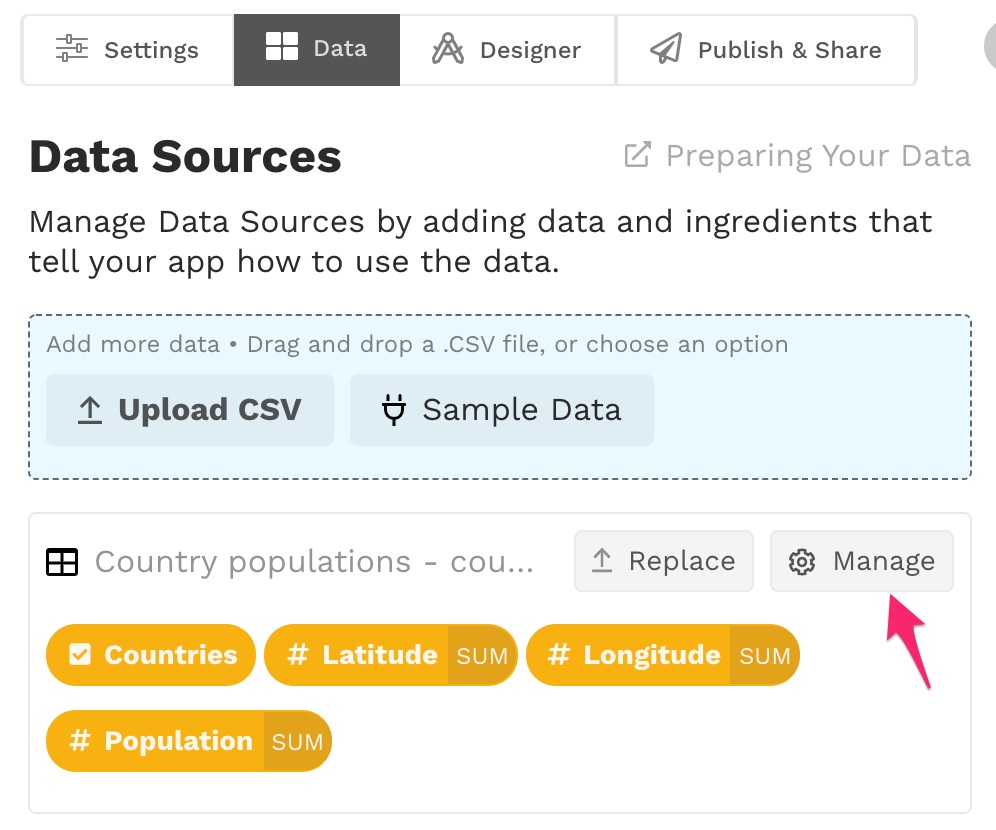 Settings Data Designer Publish & Share
Data Sources
Preparing Your Data
Manage Data Sources by adding data and ingredients that
tell your app how to use the data.
Add more data • Drag and drop a .CSV file, or choose an option
Upload CSV Sample Data
Country populations - cou... Replace Manage
Countries # Latitude SUM # Longitude SUM
# Population SUM